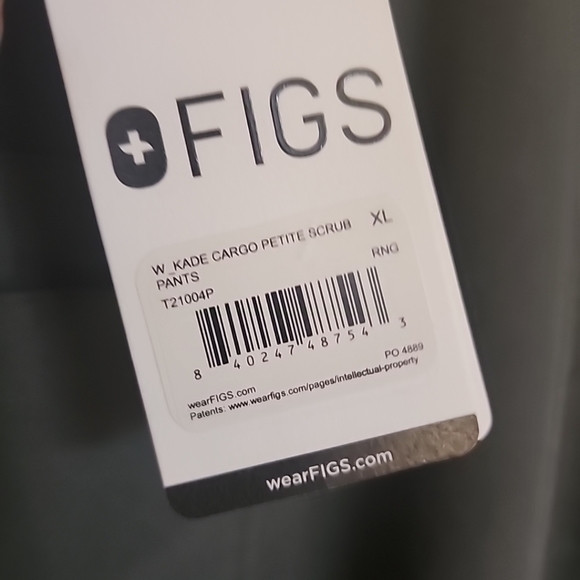 FIGS
W_KADE CARGO PETITE SCRUB XL
PANTS
RNG
T21004P
8 40247 48754 3
PO 4889
wearFIGS.com
Patents: www.wearfigs.com/pages/intellectual-property
wearFIGS.com